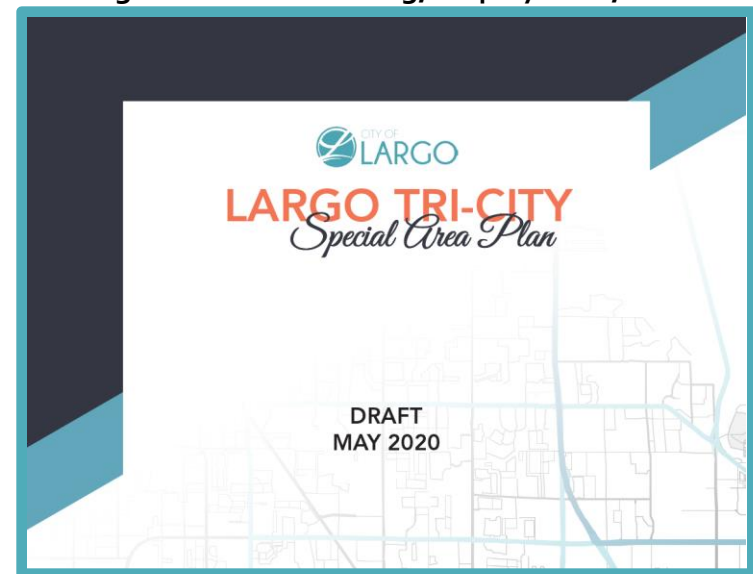 CITY OF
LARGO
LARGO TRI-CITY
Special Area Plan
DRAFT
MAY 2020